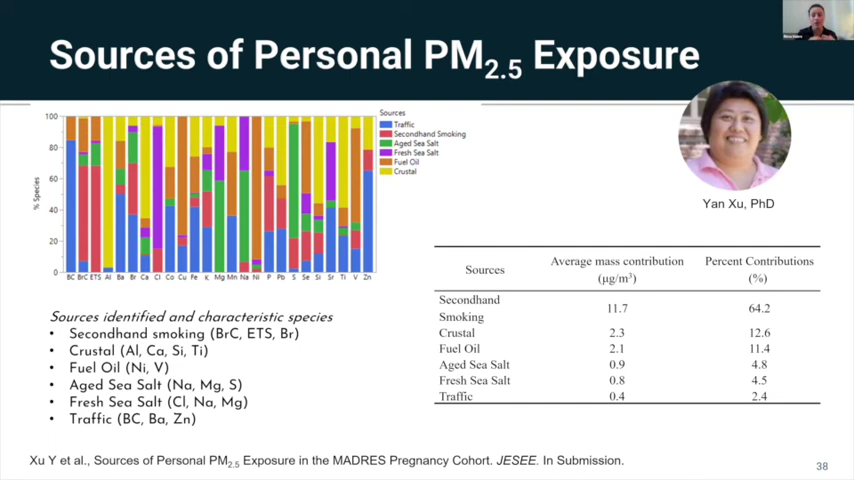 Sources of Personal PM2.5 Exposure
100
80
60
40
20
0
% Species
BC BrC ETS Al Ba Br Ca Cl Co Cu Fe K Mg Mn Na Ni P Pb S Se Si Sr Ti V Zn
Sources
Traffic
Secondhand Smoking
Aged Sea Salt
Fresh Sea Salt
Fuel Oil
Crustal
Yan Xu, PhD
Sources identified and characteristic species
• Secondhand smoking (BrC, ETS, Br)
• Crustal (Al, Ca, Si, Ti)
• Fuel Oil (Ni, V)
• Aged Sea Salt (Na, Mg, S)
• Fresh Sea Salt (Cl, Na, Mg)
• Traffic (BC, Ba, Zn)
Sources Average mass contribution (μg/m³) Percent Contributions (%)
Secondhand Smoking 11.7 64.2
Crustal 2.3 12.6
Fuel Oil 2.1 11.4
Aged Sea Salt 0.9 4.8
Fresh Sea Salt 0.8 4.5
Traffic 0.4 2.4
Xu Y et al., Sources of Personal PM2.5 Exposure in the MADRES Pregnancy Cohort. JESEE. In Submission.
38